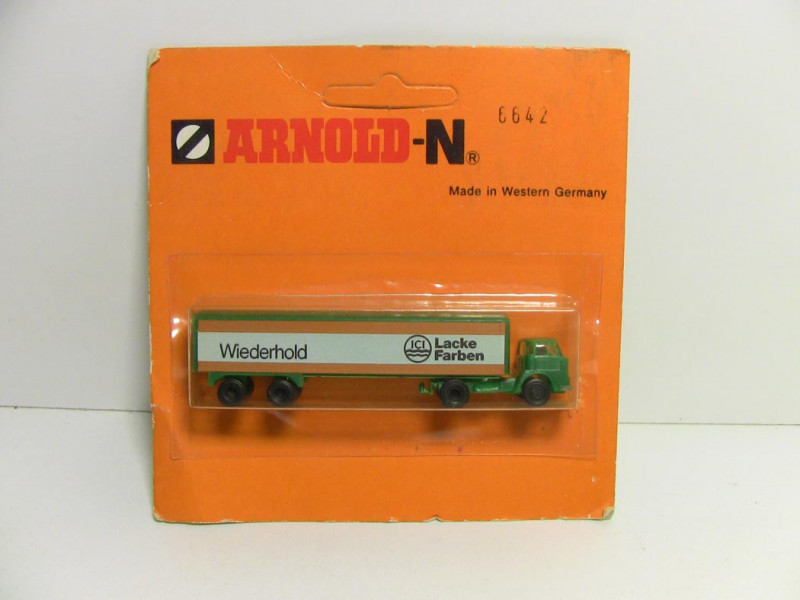 6642
ARNOLD-N®
Made in Western Germany
Wiederhold
ICI
Lacke
Farben